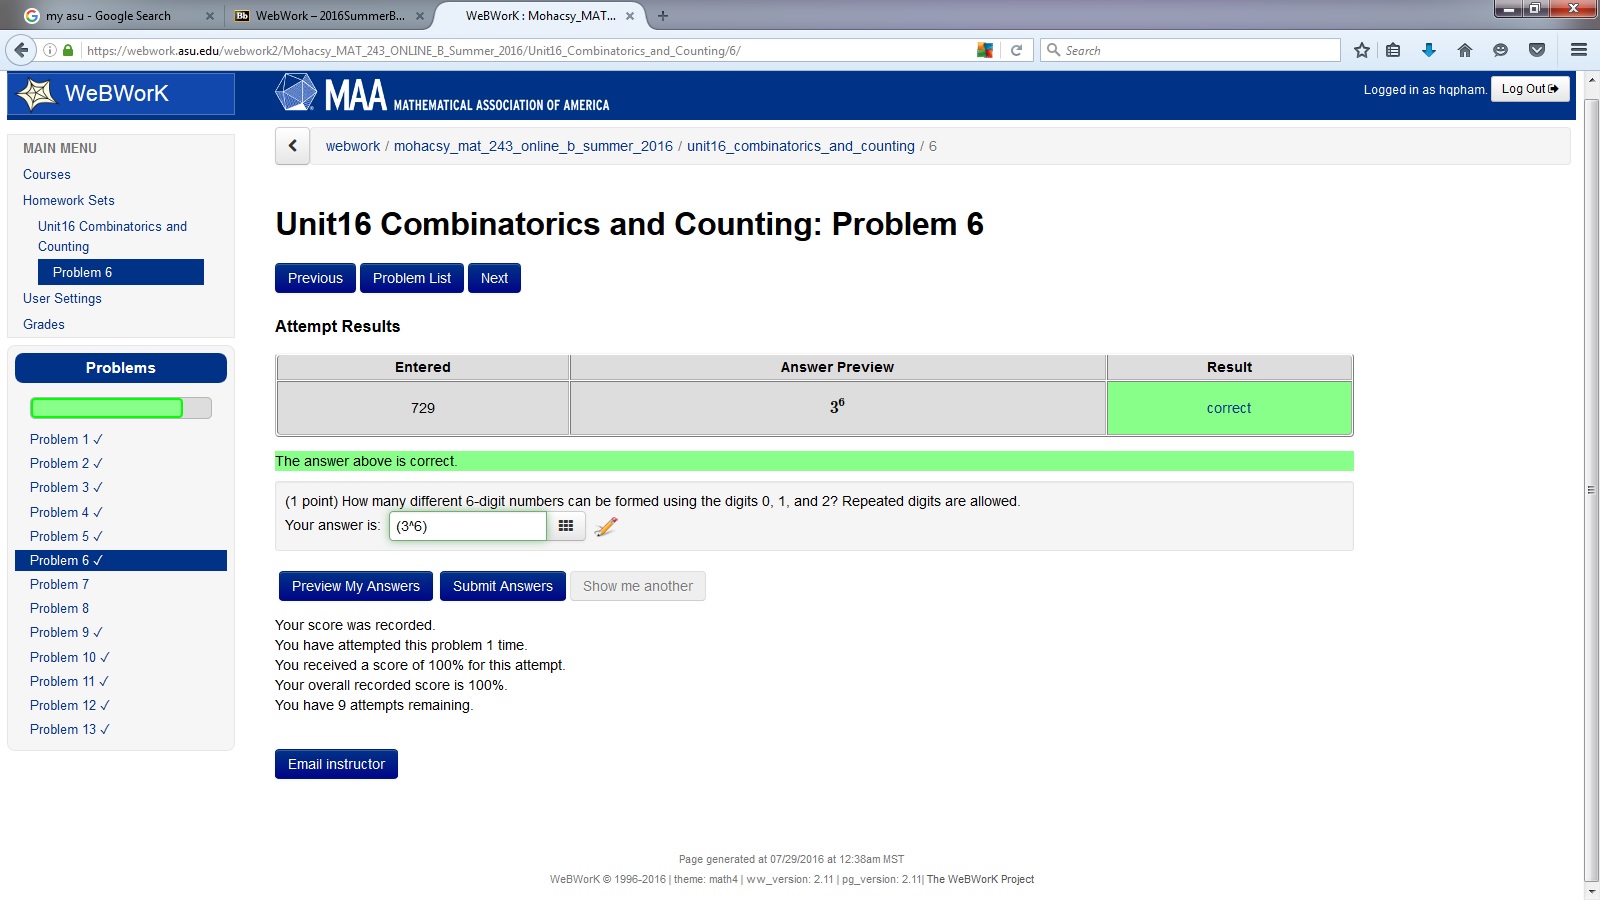 my asu - Google Search
Bb WebWork – 2016SummerB...
WeBWorK : Mohacsy_MAT...
https://webwork.asu.edu/webwork2/Mohacsy_MAT_243_ONLINE_B_Summer_2016/Unit16_Combinatorics_and_Counting/6/
Search
WeBWorK
MAA MATHEMATICAL ASSOCIATION OF AMERICA
Logged in as hqpham. Log Out
MAIN MENU
Courses
Homework Sets
Unit16 Combinatorics and
Counting
Problem 6
User Settings
Grades
Problems
Problem 1 ✓
Problem 2 ✓
Problem 3 ✓
Problem 4 ✓
Problem 5 ✓
Problem 6 ✓
Problem 7
Problem 8
Problem 9 ✓
Problem 10 ✓
Problem 11 ✓
Problem 12 ✓
Problem 13 ✓
webwork / mohacsy_mat_243_online_b_summer_2016 / unit16_combinatorics_and_counting / 6
Unit16 Combinatorics and Counting: Problem 6
Previous Problem List Next
Attempt Results
Entered Answer Preview Result
729 3⁶ correct
The answer above is correct.
(1 point) How many different 6-digit numbers can be formed using the digits 0, 1, and 2? Repeated digits are allowed.
Your answer is: (3^6)
Preview My Answers Submit Answers Show me another
Your score was recorded.
You have attempted this problem 1 time.
You received a score of 100% for this attempt.
Your overall recorded score is 100%.
You have 9 attempts remaining.
Email instructor
Page generated at 07/29/2016 at 12:38am MST
WeBWorK © 1996-2016 | theme: math4 | ww_version: 2.11 | pg_version: 2.11| The WeBWorK Project